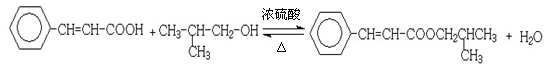 浓硫酸
CH=CH-COOH + CH₃-CH-CH₂-OH ⇌ CH=CH-COOCH₂CHCH₃ + H₂O
CH₃ △ CH₃